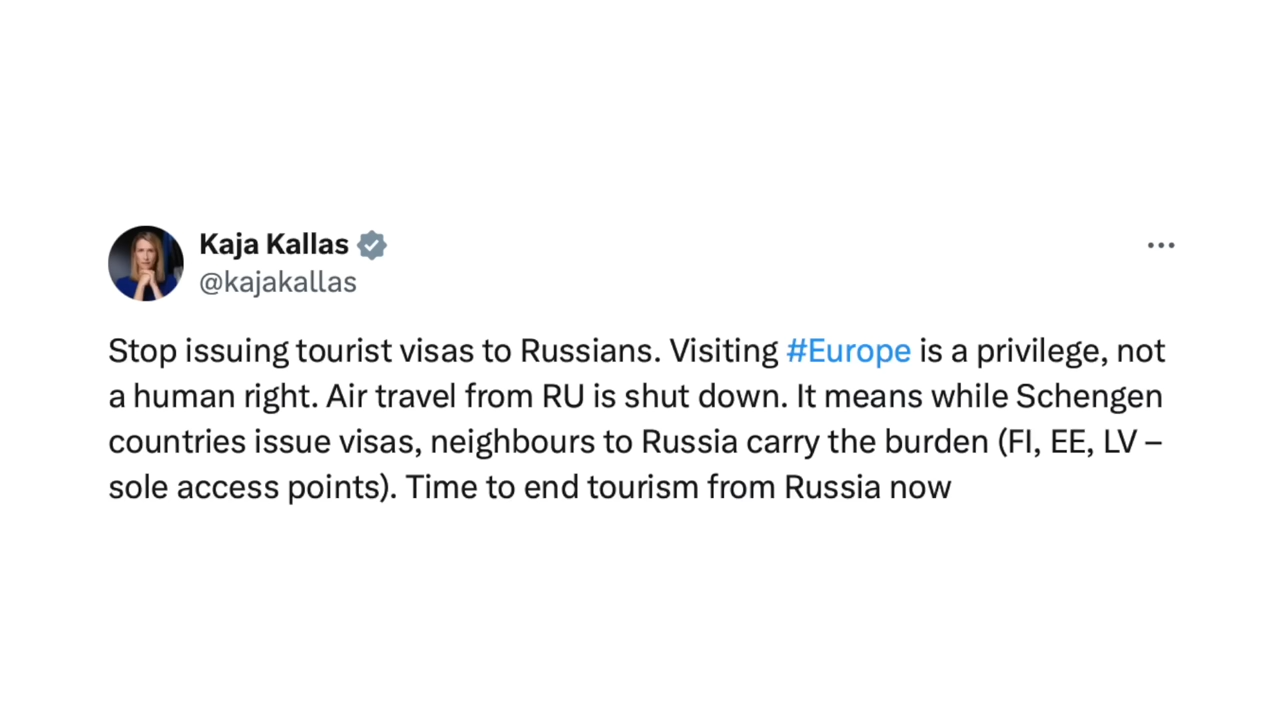 Kaja Kallas
@kajakallas
Stop issuing tourist visas to Russians. Visiting #Europe is a privilege, not
a human right. Air travel from RU is shut down. It means while Schengen
countries issue visas, neighbours to Russia carry the burden (FI, EE, LV –
sole access points). Time to end tourism from Russia now